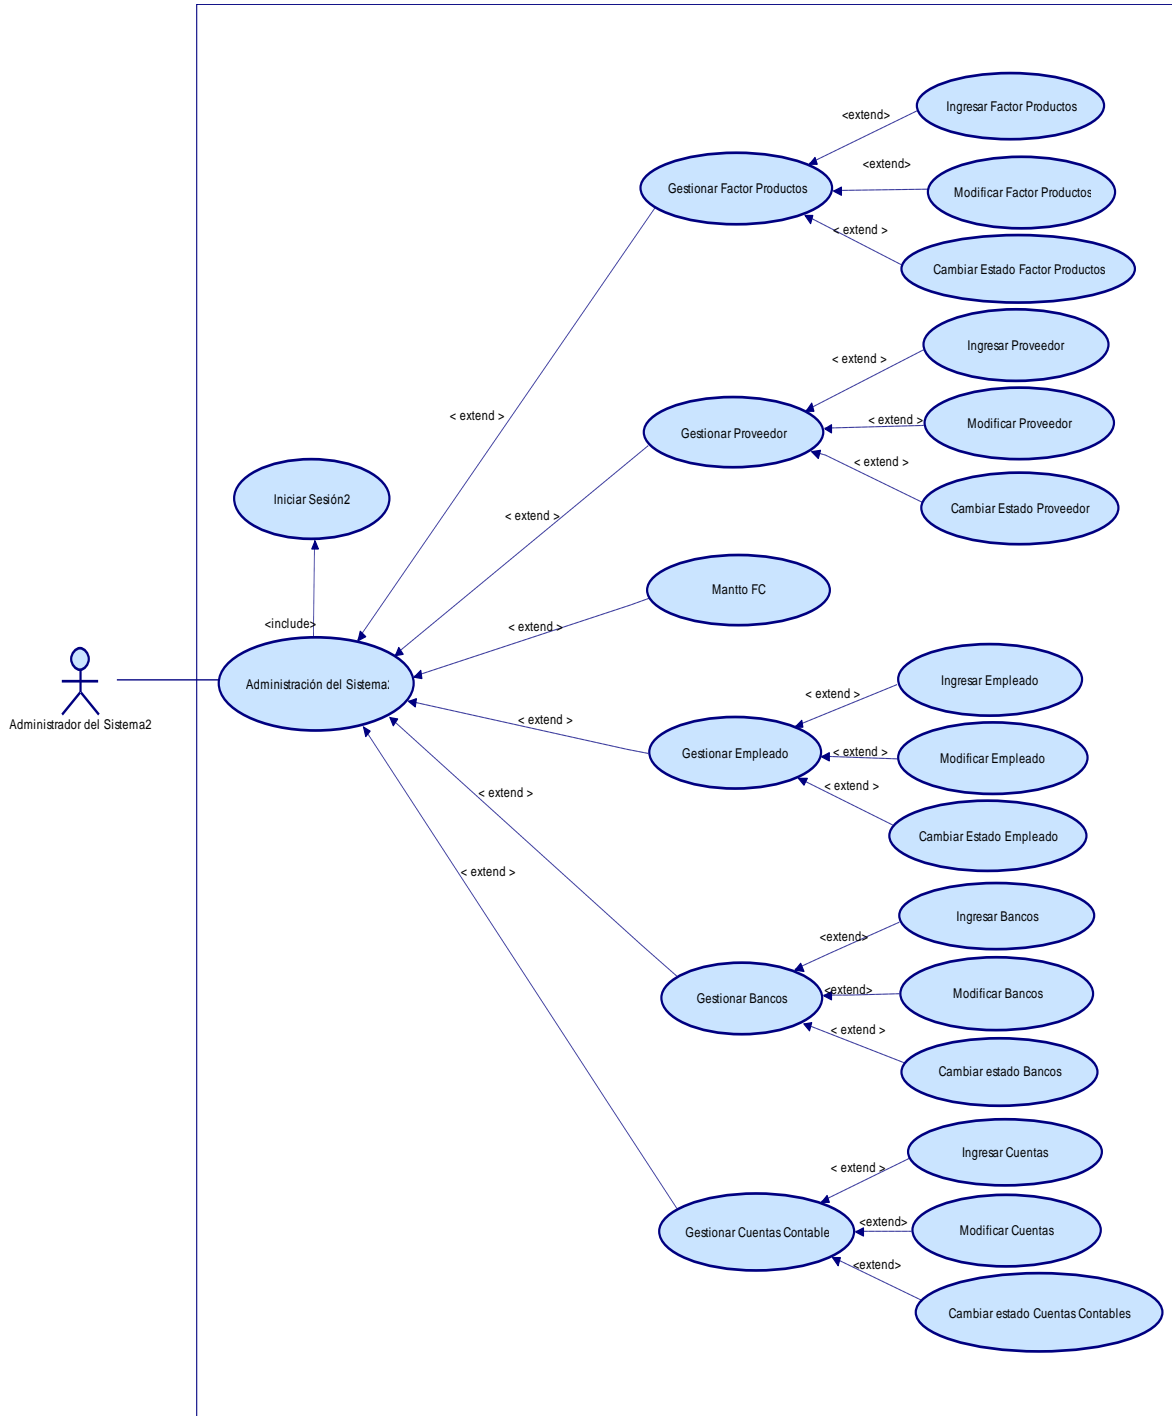 Ingresar Factor Productos
<extend>
<extend>
Gestionar Factor Productos
Modificar Factor Productos
< extend >
Cambiar Estado Factor Productos
Ingresar Proveedor
< extend >
< extend >
Gestionar Proveedor
< extend >
Modificar Proveedor
< extend >
Iniciar Sesión2
Cambiar Estado Proveedor
< extend >
Mantto FC
<include>
< extend >
Administración del Sistema2
Administrador del Sistema2
Ingresar Empleado
< extend >
< extend >
Gestionar Empleado
< extend >
Modificar Empleado
< extend >
< extend >
Cambiar Estado Empleado
< extend >
Ingresar Bancos
<extend>
Gestionar Bancos
<extend>
Modificar Bancos
< extend >
Cambiar estado Bancos
Ingresar Cuentas
< extend >
Gestionar Cuentas Contable
<extend>
Modificar Cuentas
<extend>
Cambiar estado Cuentas Contables